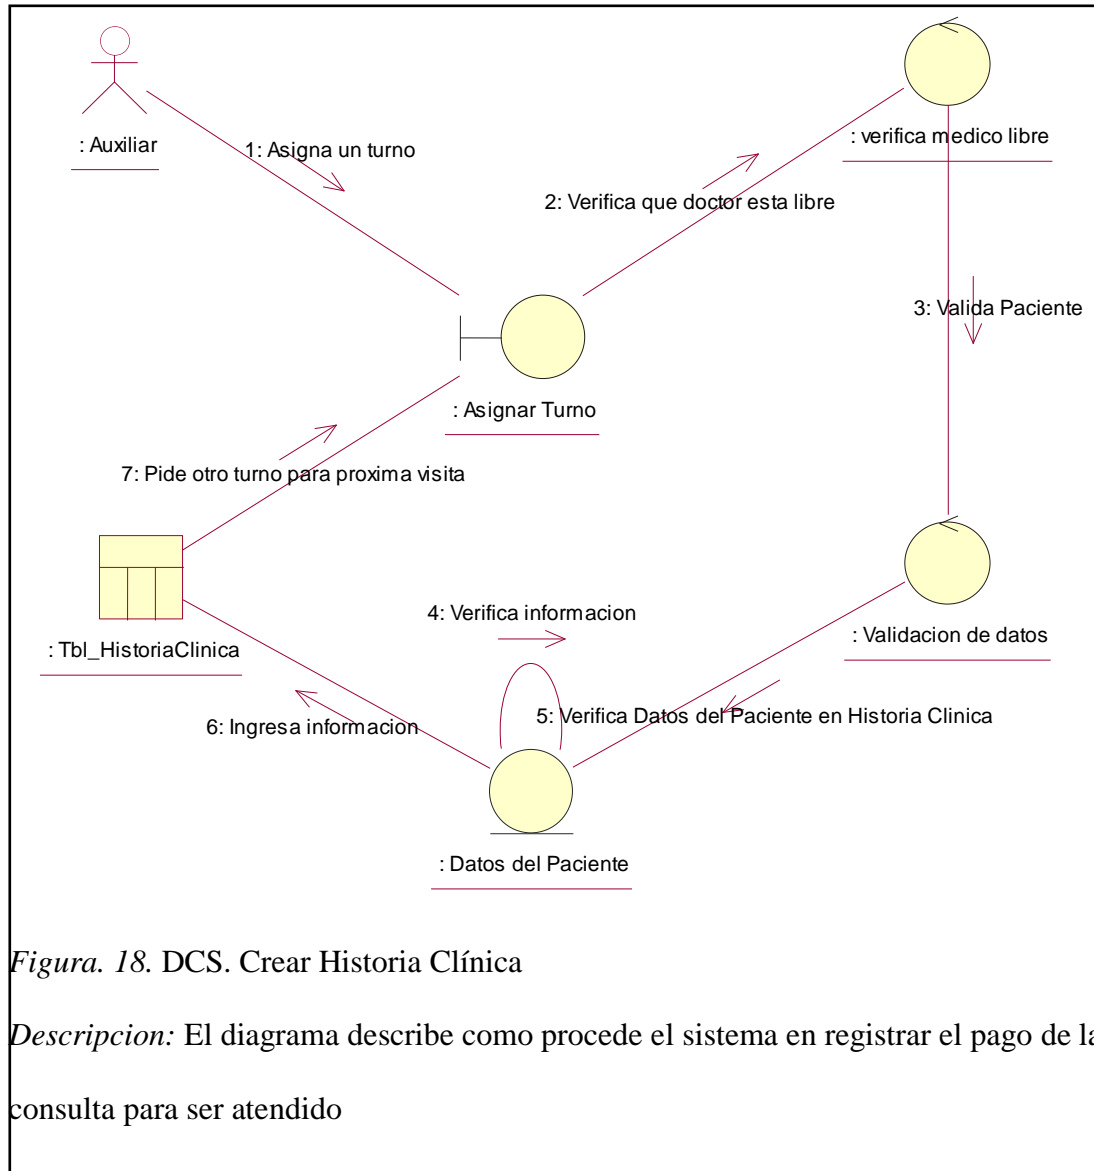 : Auxiliar
1: Asigna un turno
: verifica medico libre
2: Verifica que doctor esta libre
3: Valida Paciente
: Asignar Turno
7: Pide otro turno para proxima visita
4: Verifica informacion
: Tbl_HistoriaClinica
: Validacion de datos
5: Verifica Datos del Paciente en Historia Clinica
6: Ingresa informacion
: Datos del Paciente
Figura. 18. DCS. Crear Historia Clínica
Descripcion: El diagrama describe como procede el sistema en registrar el pago de la
consulta para ser atendido